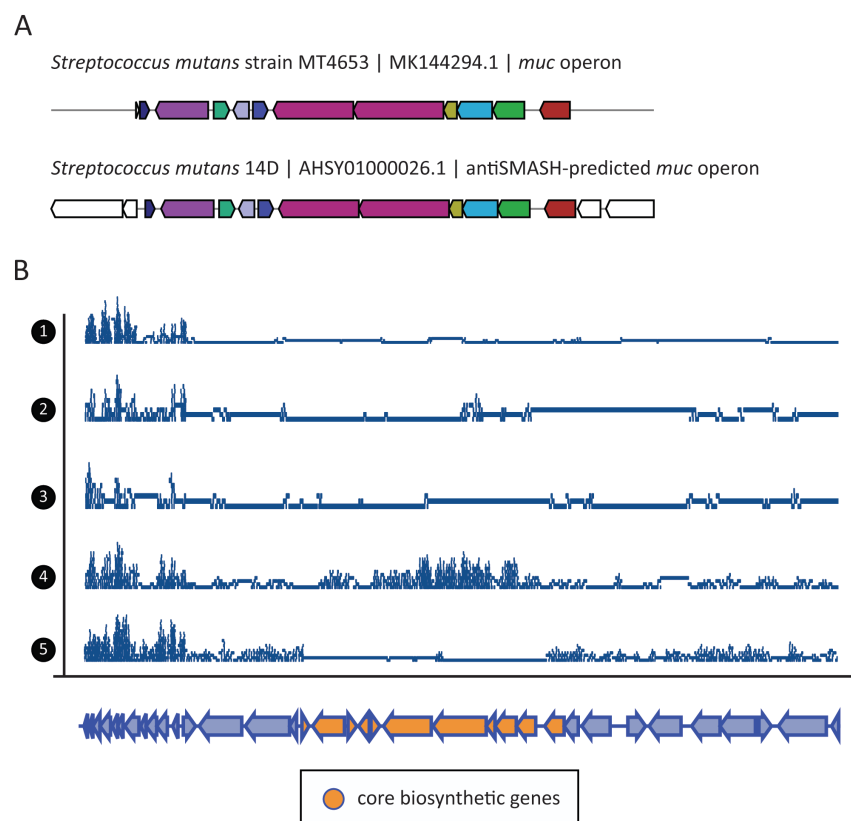 A
Streptococcus mutans strain MT4653 | MK144294.1 | muc operon
Streptococcus mutans 14D | AHSY01000026.1 | antiSMASH-predicted muc operon
B
1
2
3
4
5
core biosynthetic genes